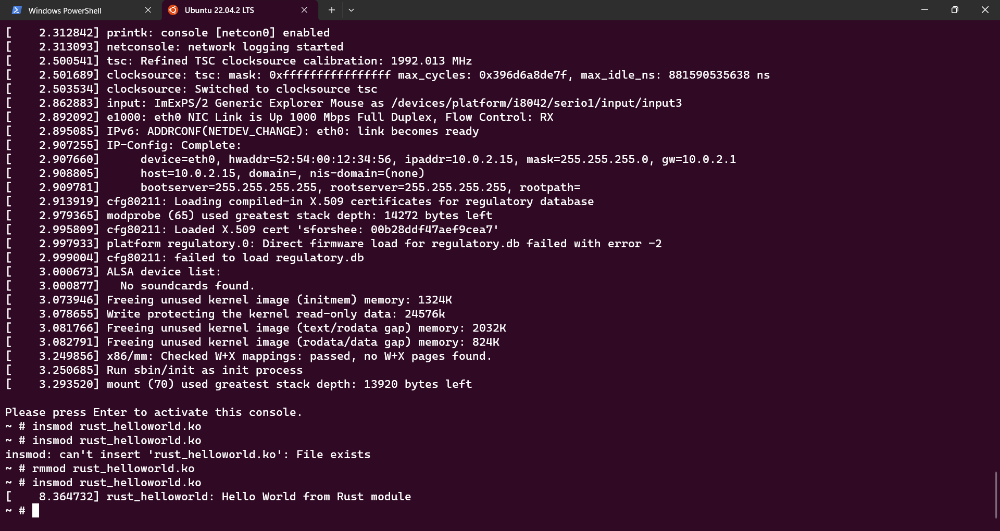 Windows PowerShell
Ubuntu 22.04.2 LTS
[    2.312842] printk: console [netcon0] enabled
[    2.313093] netconsole: network logging started
[    2.500541] tsc: Refined TSC clocksource calibration: 1992.013 MHz
[    2.501689] clocksource: tsc: mask: 0xffffffffffffffff max_cycles: 0x396d6a8de7f, max_idle_ns: 881590535638 ns
[    2.503534] clocksource: Switched to clocksource tsc
[    2.862883] input: ImExPS/2 Generic Explorer Mouse as /devices/platform/i8042/serio1/input/input3
[    2.892092] e1000: eth0 NIC Link is Up 1000 Mbps Full Duplex, Flow Control: RX
[    2.895085] IPv6: ADDRCONF(NETDEV_CHANGE): eth0: link becomes ready
[    2.907255] IP-Config: Complete:
[    2.907660]      device=eth0, hwaddr=52:54:00:12:34:56, ipaddr=10.0.2.15, mask=255.255.255.0, gw=10.0.2.1
[    2.908805]      host=10.0.2.15, domain=, nis-domain=(none)
[    2.909781]      bootserver=255.255.255.255, rootserver=255.255.255.255, rootpath=
[    2.913919] cfg80211: Loading compiled-in X.509 certificates for regulatory database
[    2.979365] modprobe (65) used greatest stack depth: 14272 bytes left
[    2.995809] cfg80211: Loaded X.509 cert 'sforshee: 00b28ddf47aef9cea7'
[    2.997933] platform regulatory.0: Direct firmware load for regulatory.db failed with error -2
[    2.999004] cfg80211: failed to load regulatory.db
[    3.000673] ALSA device list:
[    3.000877]   No soundcards found.
[    3.073946] Freeing unused kernel image (initmem) memory: 1324K
[    3.078655] Write protecting the kernel read-only data: 24576k
[    3.081766] Freeing unused kernel image (text/rodata gap) memory: 2032K
[    3.082791] Freeing unused kernel image (rodata/data gap) memory: 824K
[    3.249856] x86/mm: Checked W+X mappings: passed, no W+X pages found.
[    3.250685] Run sbin/init as init process
[    3.293520] mount (70) used greatest stack depth: 13920 bytes left
Please press Enter to activate this console.
~ # insmod rust_helloworld.ko
~ # insmod rust_helloworld.ko
insmod: can't insert 'rust_helloworld.ko': File exists
~ # rmmod rust_helloworld.ko
~ # insmod rust_helloworld.ko
[    8.364732] rust_helloworld: Hello World from Rust module
~ #